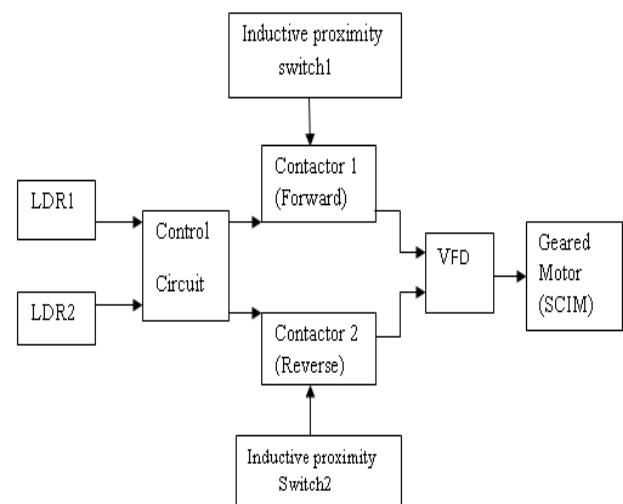 Inductive proximity
switch1
Contactor 1
(Forward)
LDR1
Control
Circuit
LDR2
VFD
Geared
Motor
(SCIM)
Contactor 2
(Reverse)
Inductive proximity
Switch2